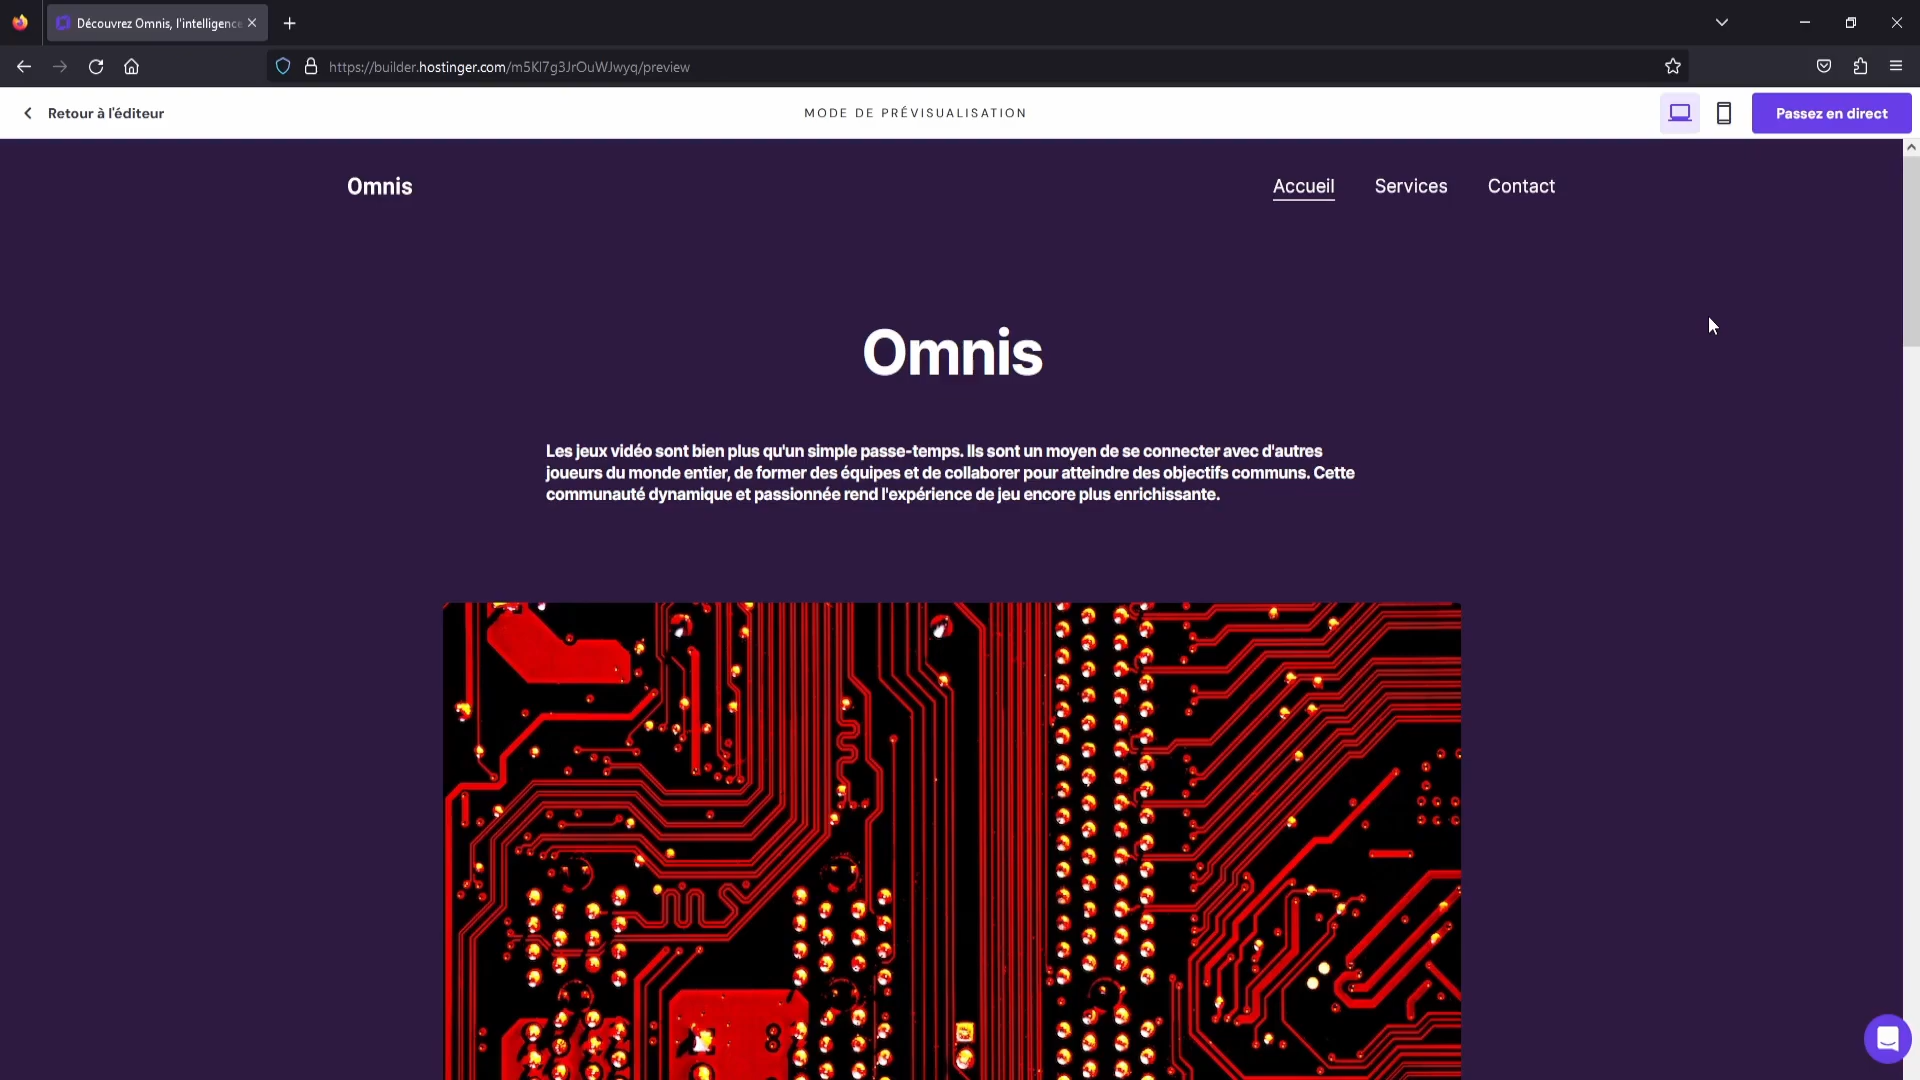 Découvrez Omnis, l'intelligence
https://builder.hostinger.com/m5Kl7g3JrOuWJwyq/preview
Retour à l'éditeur
MODE DE PRÉVISUALISATION
Passez en direct
Omnis
Accueil
Services
Contact
Omnis
Les jeux vidéo sont bien plus qu'un simple passe-temps. Ils sont un moyen de se connecter avec d'autres
joueurs du monde entier, de former des équipes et de collaborer pour atteindre des objectifs communs. Cette
communauté dynamique et passionnée rend l'expérience de jeu encore plus enrichissante.